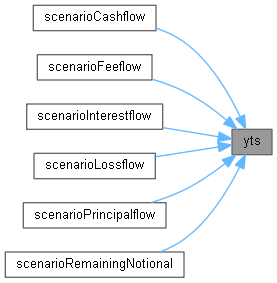 scenarioCashflow
scenarioFeeflow
scenarioInterestflow
yts
scenarioLossflow
scenarioPrincipalflow
scenarioRemainingNotional